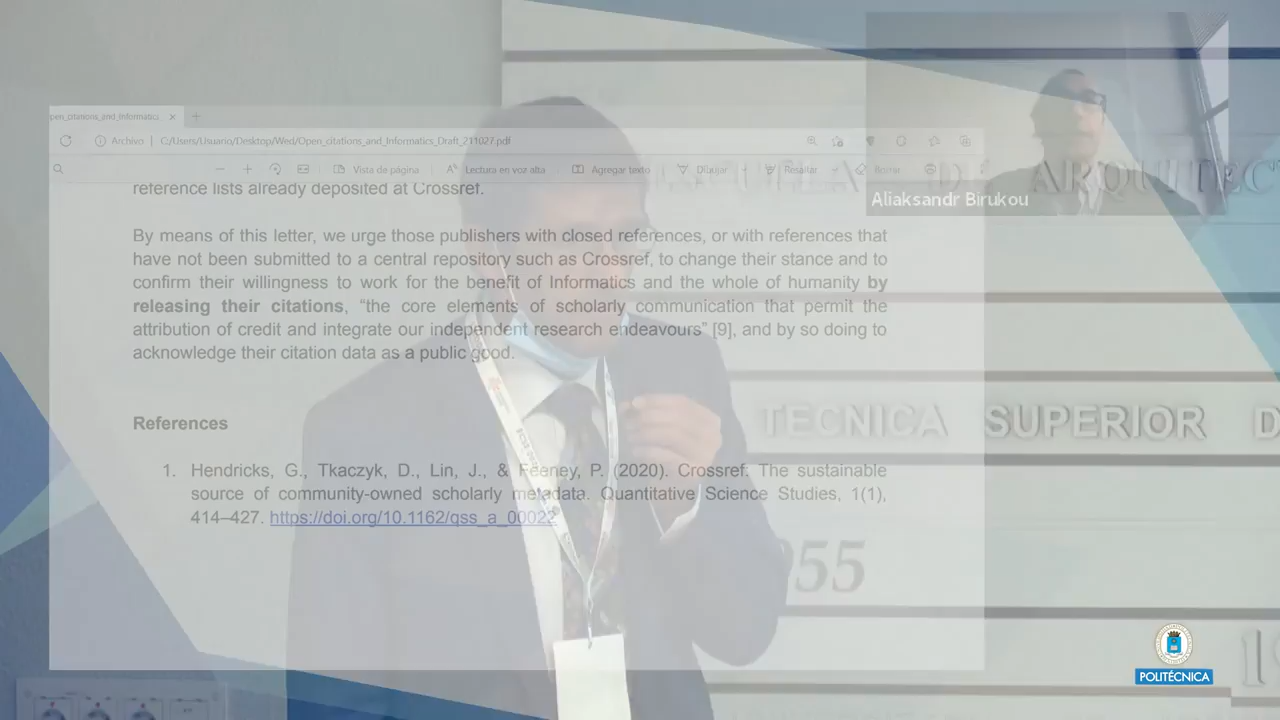 pen_citations_and_Informatics
Archivo | C:/Users/Usuario/Desktop/Wed/Open_citations_and_Informatics_Draft_211027.pdf
Vista de página | Lectura en voz alta | Agregar texto | Dibujar | Resaltar | Borrar
reference lists already deposited at Crossref.
By means of this letter, we urge those publishers with closed references, or with references that
have not been submitted to a central repository such as Crossref, to change their stance and to
confirm their willingness to work for the benefit of Informatics and the whole of humanity by
releasing their citations, “the core elements of scholarly communication that permit the
attribution of credit and integrate our independent research endeavours” [9], and by so doing to
acknowledge their citation data as a public good.
References
1. Hendricks, G., Tkaczyk, D., Lin, J., & Feeney, P. (2020). Crossref: The sustainable
source of community-owned scholarly metadata. Quantitative Science Studies, 1(1),
414–427. https://doi.org/10.1162/qss_a_00022
Aliaksandr Birukou
ESCUELA D ARQUITECT
TECNICA SUPERIOR D
55
1
POLITÉCNICA